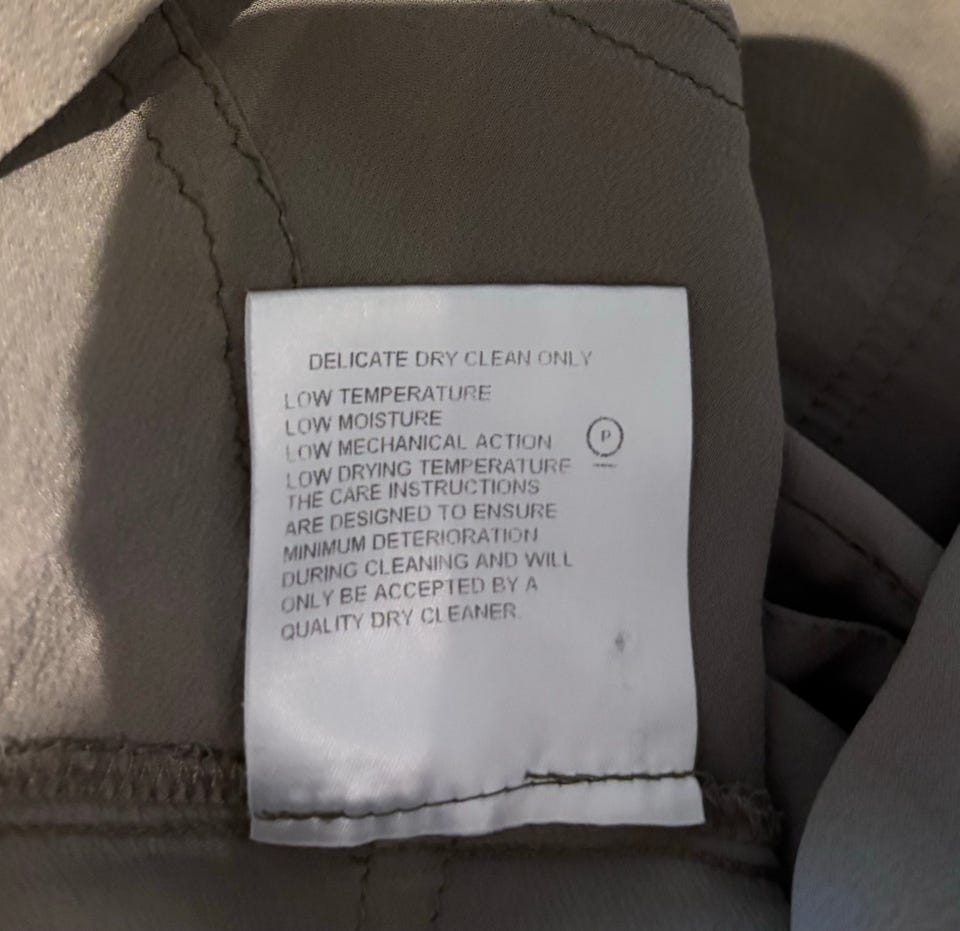 DELICATE DRY CLEAN ONLY
LOW TEMPERATURE
LOW MOISTURE
LOW MECHANICAL ACTION
P
LOW DRYING TEMPERATURE
THE CARE INSTRUCTIONS
ARE DESIGNED TO ENSURE
MINIMUM DETERIORATION
DURING CLEANING AND WILL
ONLY BE ACCEPTED BY A
QUALITY DRY CLEANER.